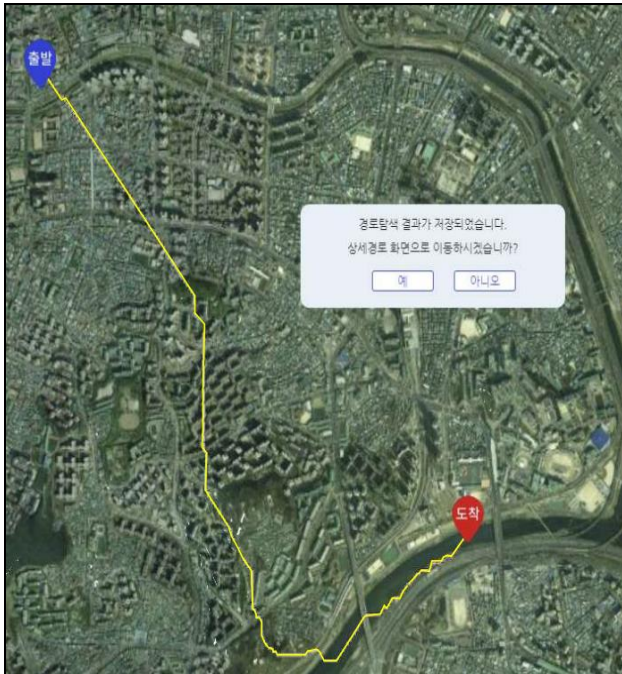 출발
경로탐색 결과가 저장되었습니다.
상세경로 화면으로 이동하시겠습니까?
예
아니오
도착